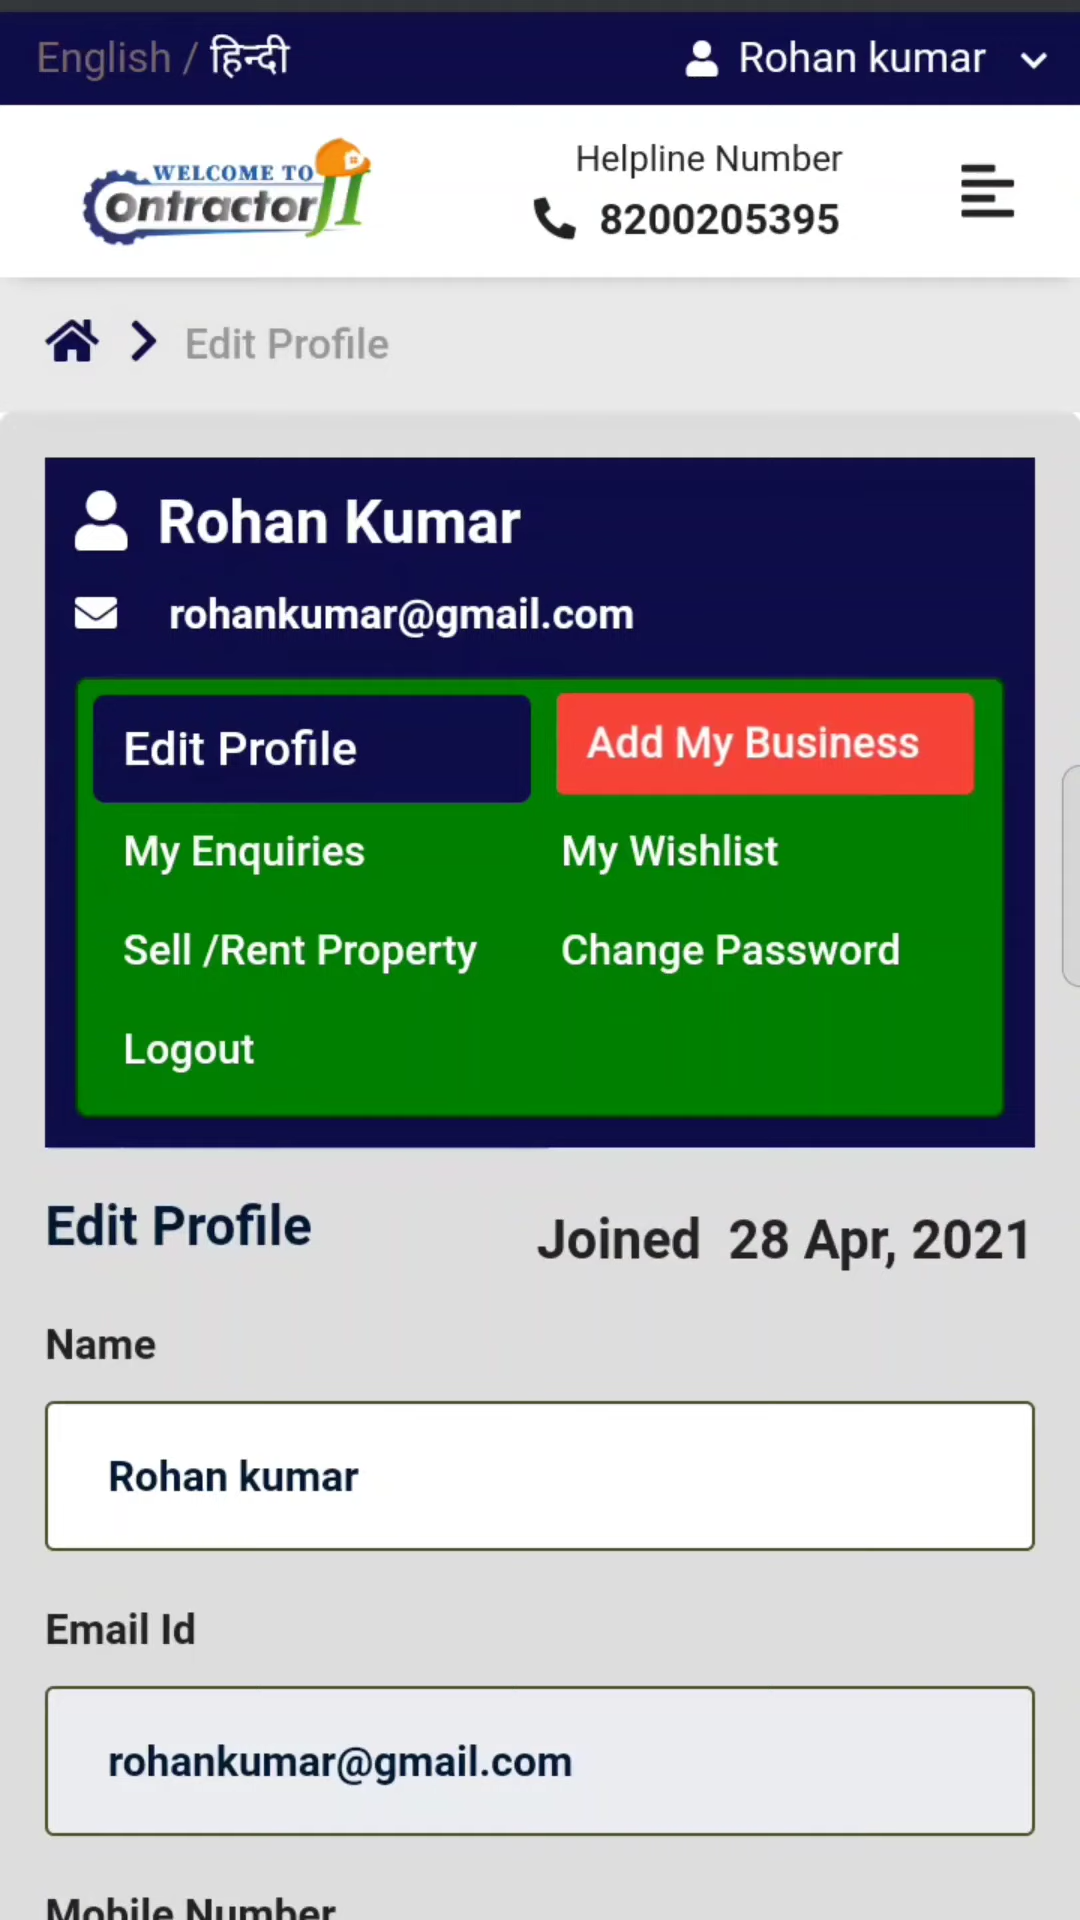 English / हिन्दी
Rohan kumar
WELCOME TO
ContractorJI
Helpline Number
8200205395
Edit Profile
Rohan Kumar
rohankumar@gmail.com
Edit Profile
Add My Business
My Enquiries
My Wishlist
Sell /Rent Property
Change Password
Logout
Edit Profile
Joined 28 Apr, 2021
Name
Rohan kumar
Email Id
rohankumar@gmail.com
Mobile Number